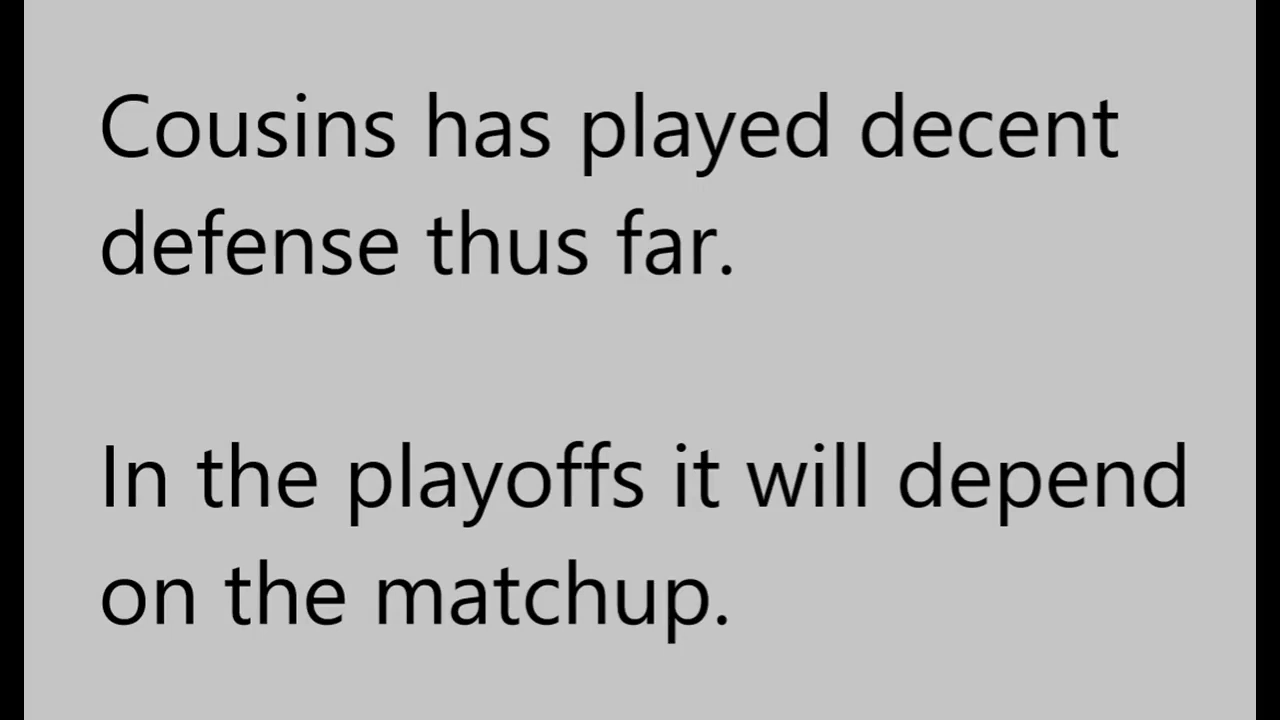 Cousins has played decent
defense thus far.
In the playoffs it will depend
on the matchup.